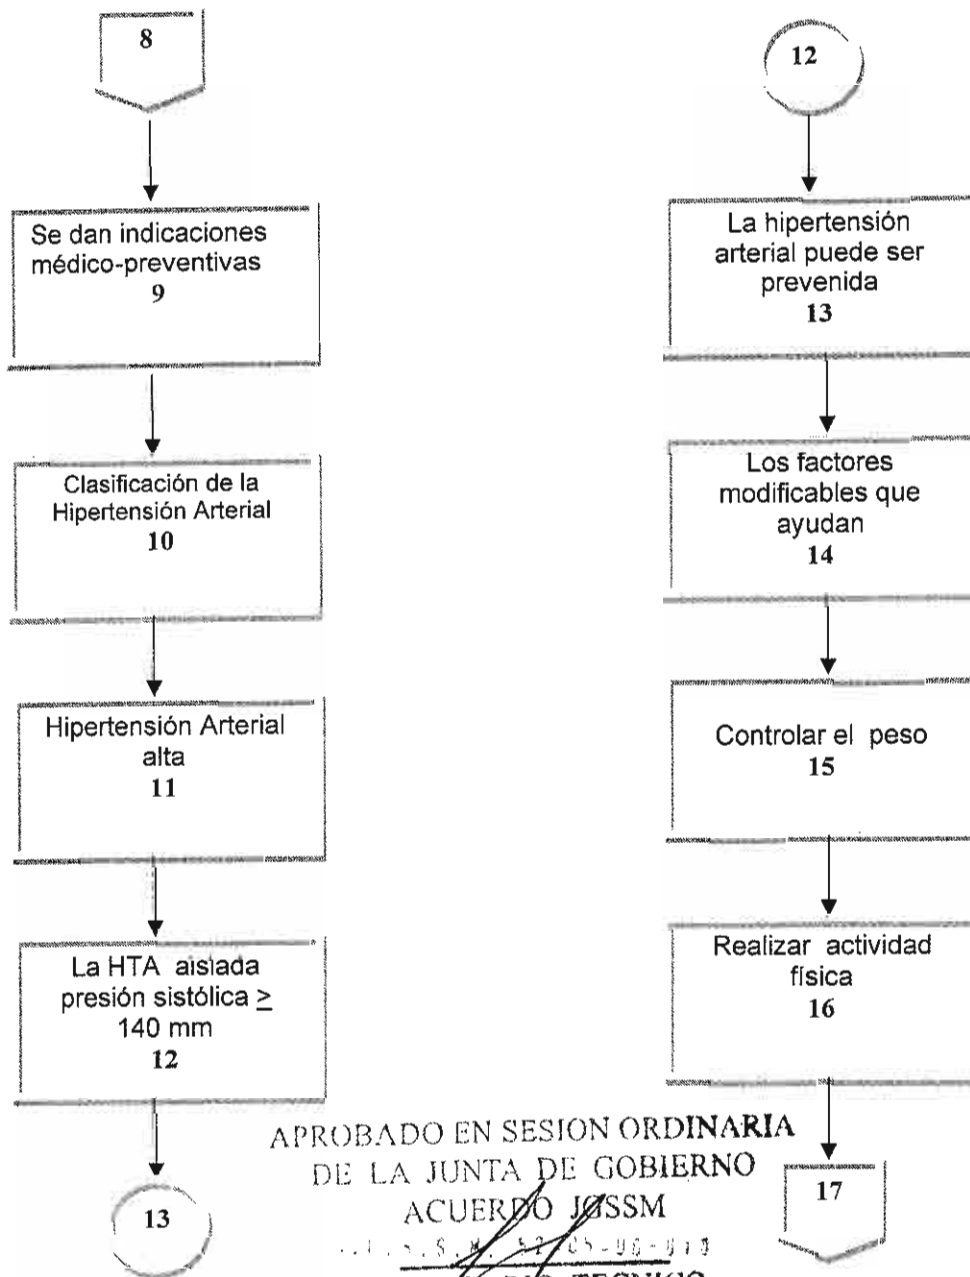 8
Se dan indicaciones
médico-preventivas
9
Clasificación de la
Hipertensión Arterial
10
Hipertensión Arterial
alta
11
La HTA aislada
presión sistólica ≥
140 mm
12
13
12
La hipertensión
arterial puede ser
prevenida
13
Los factores
modificables que
ayudan
14
Controlar el peso
15
Realizar actividad
física
16
17
APROBADO EN SESION ORDINARIA
DE LA JUNTA DE GOBIERNO
ACUERDO JGSSM
TECNICO